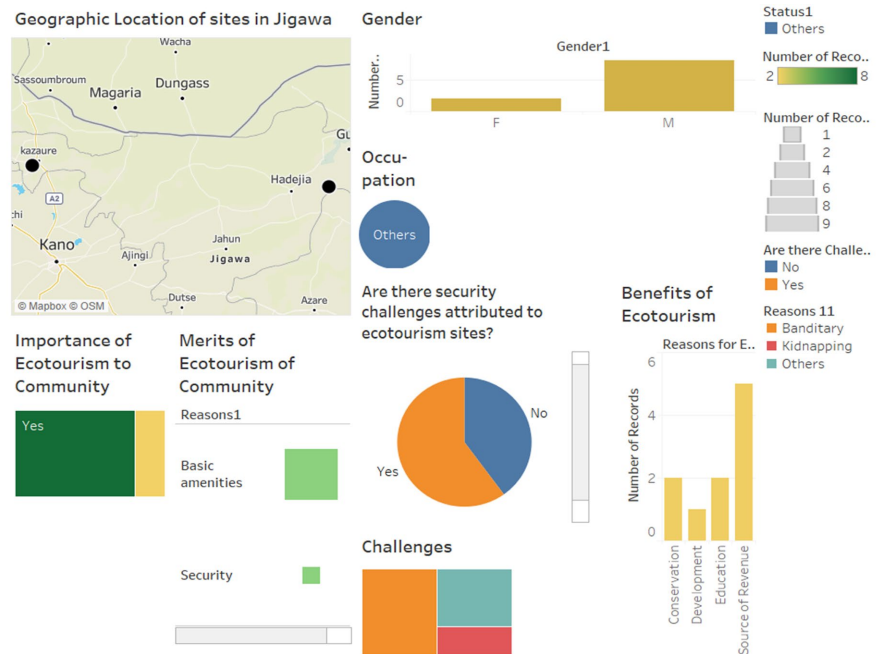 Geographic Location of sites in Jigawa
Wacha
Sassoumbroum
Dungass
Magaria
Gu
kazaure
A2
Hadejia
chi
Kano
Jahun
Ajingi
Jigawa
Dutse
Azare
© Mapbox © OSM
Gender
Gender1
Number..
5
0
F
M
Occu-
pation
Others
Status1
Others
Number of Reco..
2
8
Number of Reco...
1
2
4
6
8
9
Are there Challe..
No
Yes
Reasons 11
Banditary
Kidnapping
Others
Importance of
Ecotourism to
Community
Yes
Merits of
Ecotourism of
Community
Reasons1
Basic
amenities
Security
Are there security
challenges attributed to
ecotourism sites?
No
Yes
Challenges
Benefits of
Ecotourism
Reasons for E..
Number of Records
6
4
2
0
Conservation
Development
Education
Source of Revenue